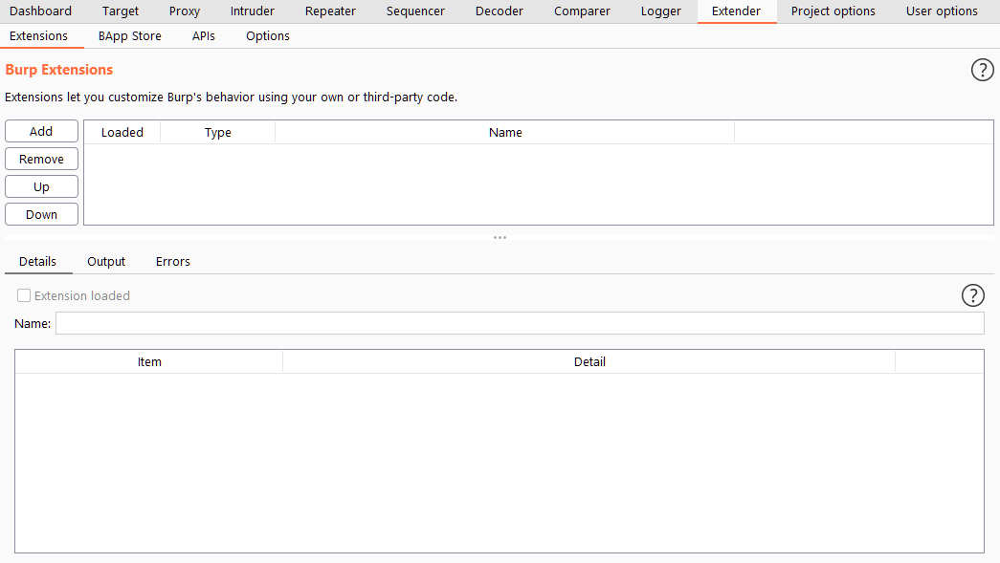 Dashboard Target Proxy Intruder Repeater Sequencer Decoder Comparer Logger Extender Project options User options
Extensions BApp Store APIs Options
Burp Extensions ?
Extensions let you customize Burp's behavior using your own or third-party code.
Add Loaded Type Name
Remove
Up
Down
Details Output Errors
Extension loaded ?
Name:
Item Detail